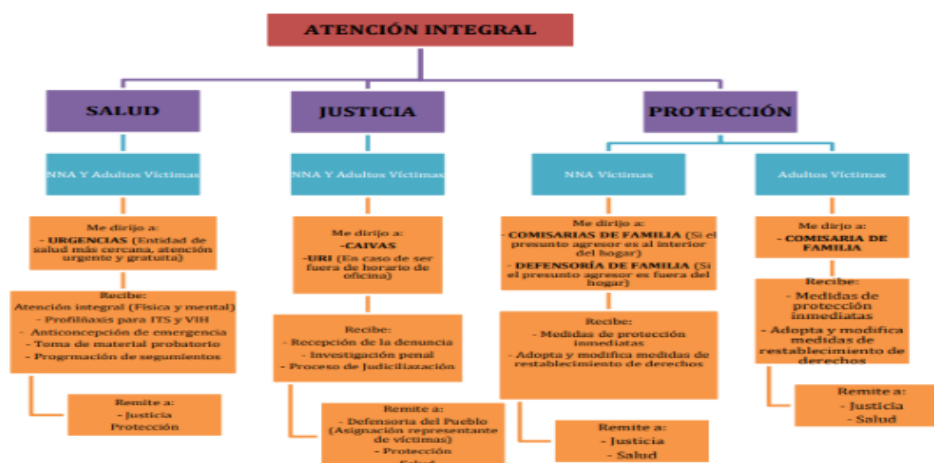 ATENCIÓN INTEGRAL
SALUD
NNA Y Adultos Víctimas
Me dirijo a:
- URGENCIAS (Entidad de
salud más cercana, atención
urgente y gratuita)
Recibe:
Atención integral (Física y mental)
- Profilñaxis para ITS y VIH
- Anticoncepción de emergencia
- Toma de material probatorio
- Progrmación de segumientos
Remite a:
- Justicia
Protección
JUSTICIA
NNA Y Adultos Víctimas
Me dirijo a:
-CAIVAS
-URI (En caso de ser
fuera de horario de
oficina)
Recibe:
- Recepción de la denuncia
- Investigación penal
- Proceso de Judiciliazación
Remite a:
- Defensoria del Pueblo
(Asignación representante
de víctimas)
- Protección
- Salud
PROTECCIÓN
NNA Víctimas
Me dirijo a:
- COMISARIAS DE FAMILIA (Si el
presunto agresor es al interior
del hogar)
- DEFENSORÍA DE FAMILIA (Si
el presunto agresor es fuera del
hogar)
Recibe:
- Medidas de protección
inmediatas
- Adopta y modifica medidas de
restablecimiento de derechos
Remite a:
- Justicia
- Salud
Adultos Víctimas
Me dirjo a:
- COMISARIA DE
FAMILIA
Recibe:
- Medidas de
protección
inmediatas
- Adopta y modifica
medidas de
restablecimiento de
derechos
Remite a:
- Justicia
- Salud